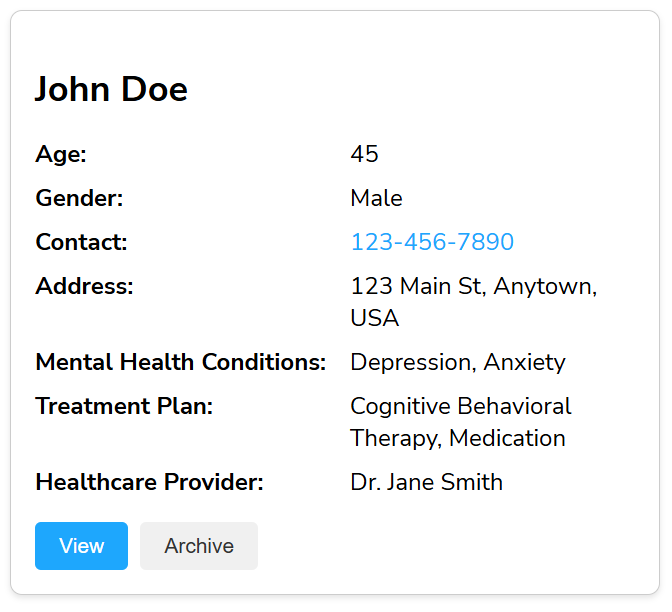 John Doe
Age: 45
Gender: Male
Contact: 123-456-7890
Address: 123 Main St, Anytown,
USA
Mental Health Conditions: Depression, Anxiety
Treatment Plan: Cognitive Behavioral
Therapy, Medication
Healthcare Provider: Dr. Jane Smith
View Archive